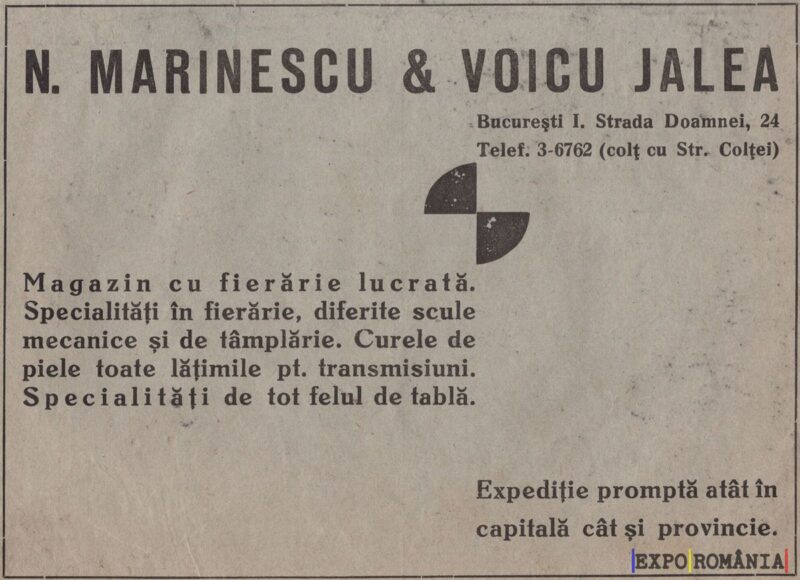 N. MARINESCU & VOICU JALEA
Bucureşti I. Strada Doamnei, 24
Telef. 3-6762 (colţ cu Str. Colţei)
Magazin cu fierărie lucrată.
Specialităţi în fierărie, diferite scule
mecanice şi de tâmplărie. Curele de
piele toate lăţimile pt. transmisiuni.
Specialităţi de tot felul de tablă.
Expediţie promptă atât în
capitală cât şi provincie.
EXPO ROMÂNIA